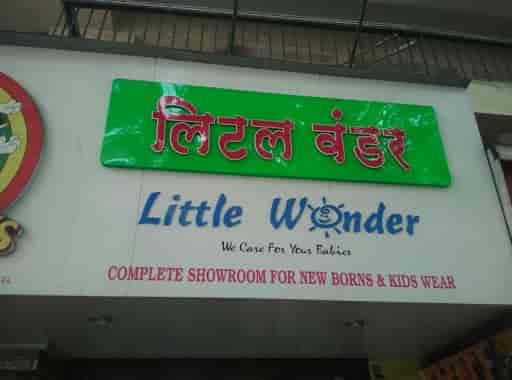 लिटल वंडर
Little Wonder
We Care For Your Babies
COMPLETE SHOWROOM FOR NEW BORNS & KIDS WEAR